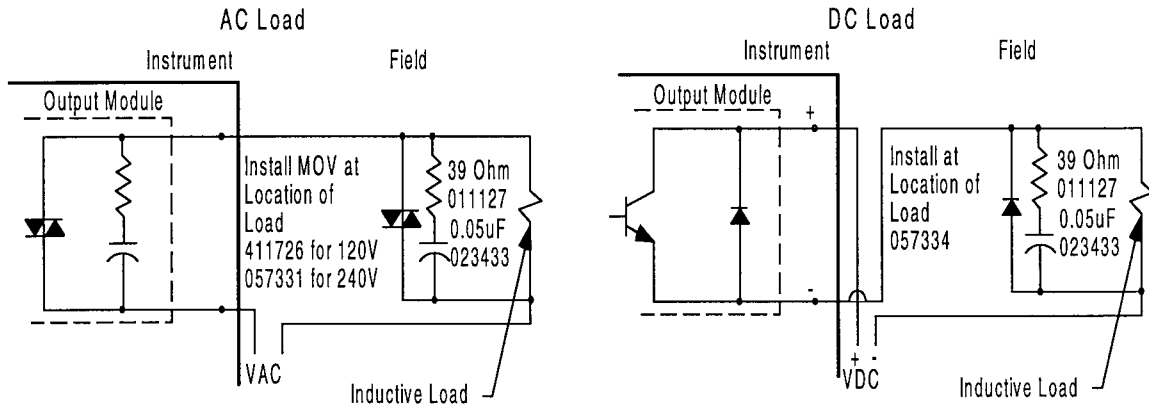 AC Load
Instrument
Field
Output Module
Install MOV at
Location of
Load
411726 for 120V
057331 for 240V
39 Ohm
011127
0.05uF
023433
VAC
Inductive Load
DC Load
Instrument
Field
Output Module
+
-
Install at
Location of
Load
057334
39 Ohm
011127
0.05uF
023433
+ -
VDC
Inductive Load